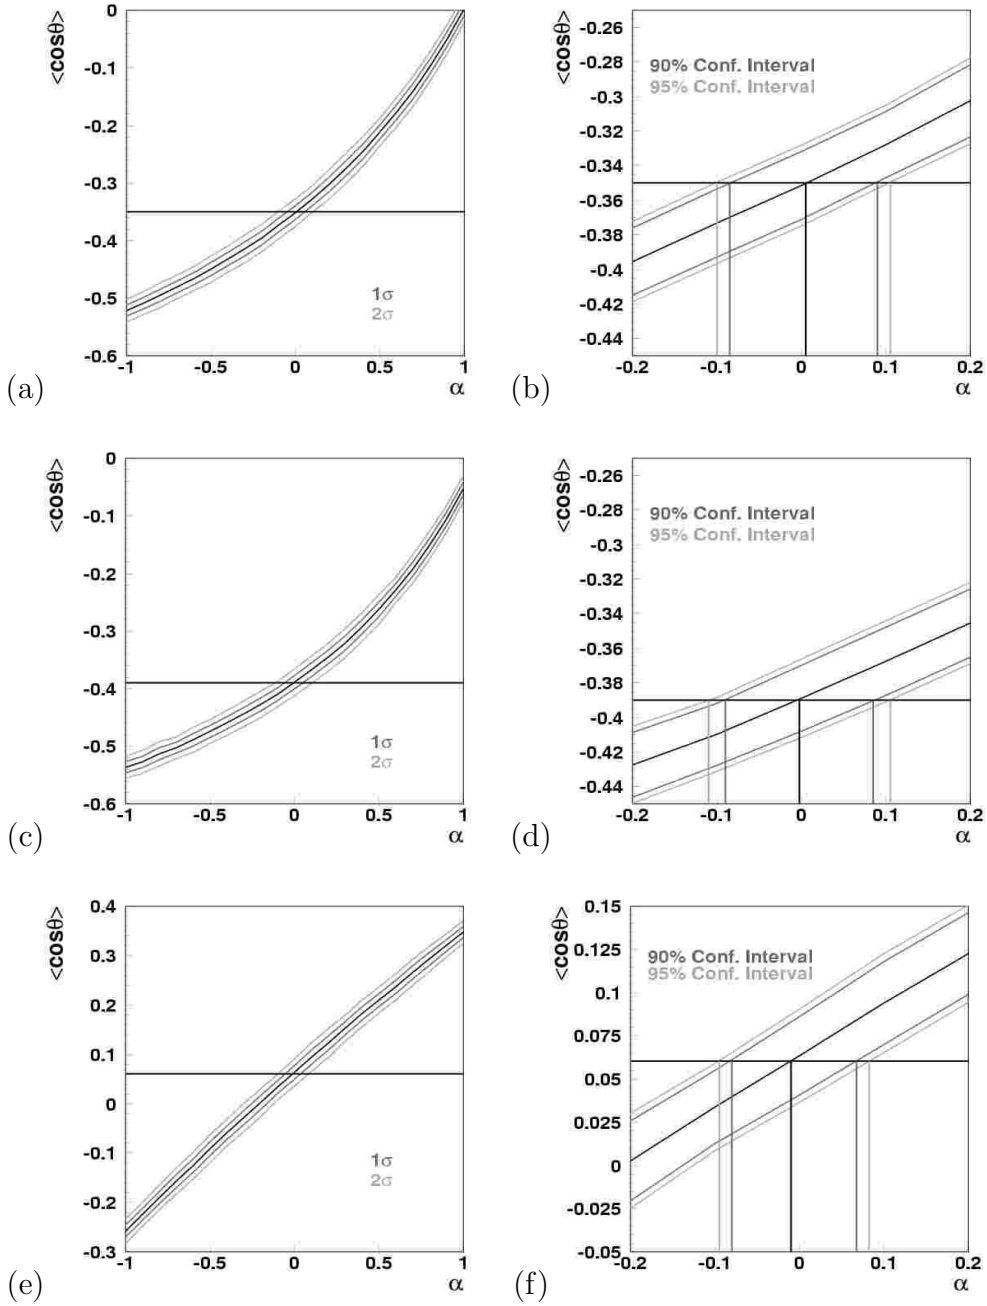 <cosθ>
0
-0.1
-0.2
-0.3
-0.4
-0.5
-0.6
1σ
2σ
-1
-0.5
0
0.5
1
α
(a)
<cosθ>
-0.26
-0.28
-0.3
-0.32
-0.34
-0.36
-0.38
-0.4
-0.42
-0.44
90% Conf. Interval
95% Conf. Interval
-0.2
-0.1
0
0.1
0.2
α
(b)
<cosθ>
0
-0.1
-0.2
-0.3
-0.4
-0.5
-0.6
1σ
2σ
-1
-0.5
0
0.5
1
α
(c)
<cosθ>
-0.26
-0.28
-0.3
-0.32
-0.34
-0.36
-0.38
-0.4
-0.42
-0.44
90% Conf. Interval
95% Conf. Interval
-0.2
-0.1
0
0.1
0.2
α
(d)
<cosθ>
0.4
0.3
0.2
0.1
0
-0.1
-0.2
-0.3
1σ
2σ
-1
-0.5
0
0.5
1
α
(e)
<cosθ>
0.15
0.125
0.1
0.075
0.05
0.025
0
-0.025
-0.05
90% Conf. Interval
95% Conf. Interval
-0.2
-0.1
0
0.1
0.2
α
(f)